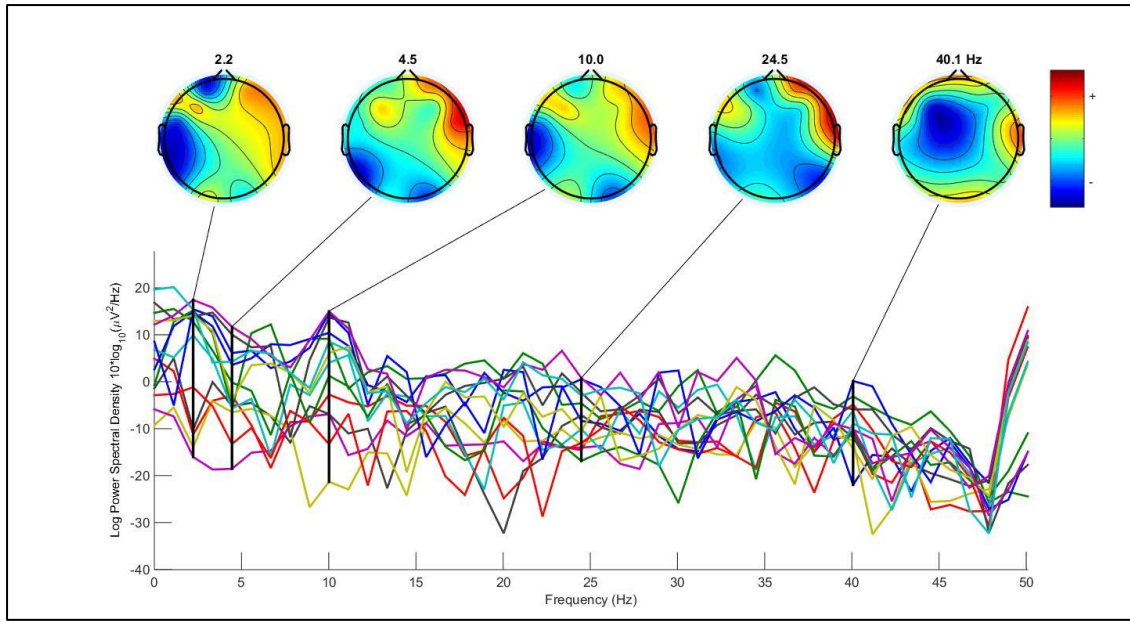 2.2 4.5 10.0 24.5 40.1 Hz
+
-
Log Power Spectral Density 10*log10(μV2/Hz)
20
10
0
-10
-20
-30
-40
0 5 10 15 20 25 30 35 40 45 50
Frequency (Hz)